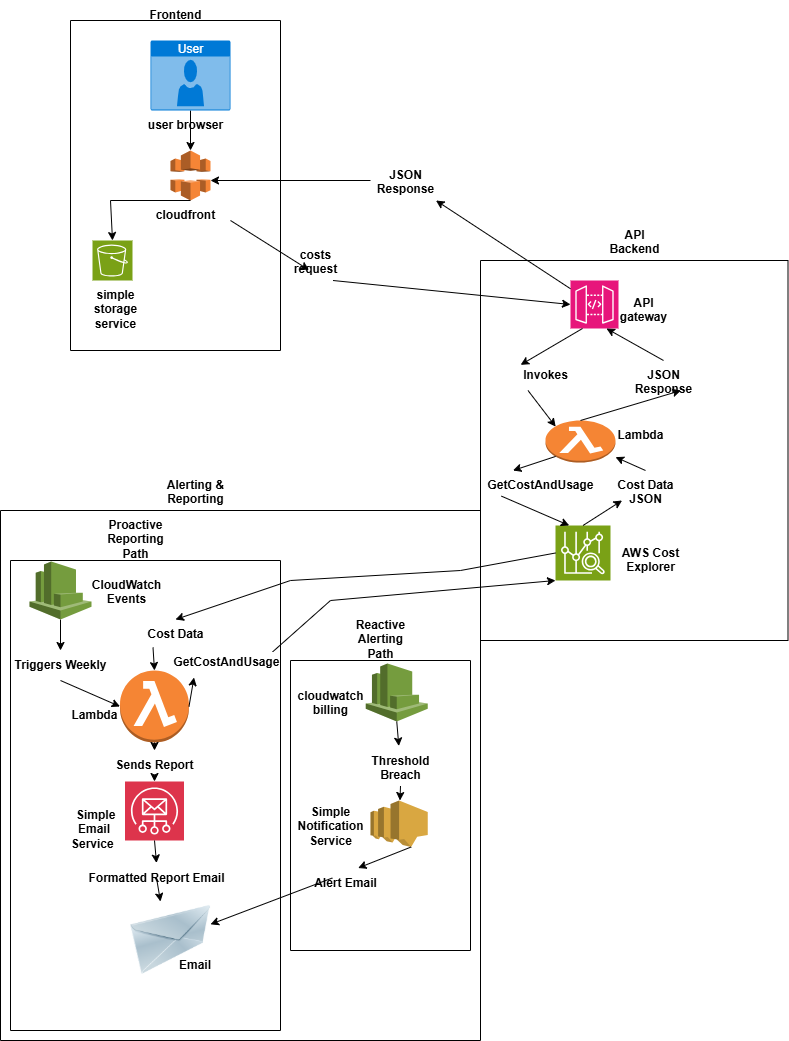 Frontend
User
user browser
cloudfront
simple
storage
service
JSON
Response
costs
request
API
Backend
API
gateway
Invokes
JSON
Response
Lambda
GetCostAndUsage
Cost Data
JSON
AWS Cost
Explorer
Alerting &
Reporting
Proactive
Reporting
Path
CloudWatch
Events
Cost Data
Triggers Weekly
GetCostAndUsage
Lambda
Sends Report
Simple
Email
Service
Formatted Report Email
Email
Reactive
Alerting
Path
cloudwatch
billing
Threshold
Breach
Simple
Notification
Service
Alert Email